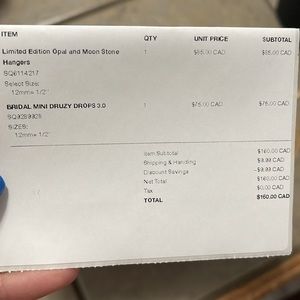 ITEM QTY UNIT PRICE SUBTOTAL
Limited Edition Opal and Moon Stone 1 $85.00 CAD $85.00 CAD
Hangers
SQ6114217
Select Size:
12mm= 1/2"
BRIDAL MINI DRUZY DROPS 3.0 1 $75.00 CAD $75.00 CAD
SIZES:
12mm= 1/2"
Item Subtotal $160.00 CAD
Shipping & Handling $9.99 CAD
Discount Savings -$9.99 CAD
Net Total $160.00 CAD
Tax $0.00 CAD
TOTAL $160.00 CAD